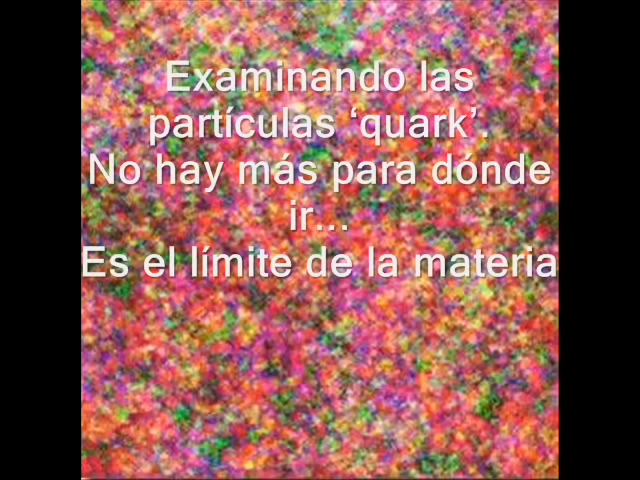 Examinando las
partículas ‘quark’.
No hay más para dónde
ir...
Es el límite de la materia